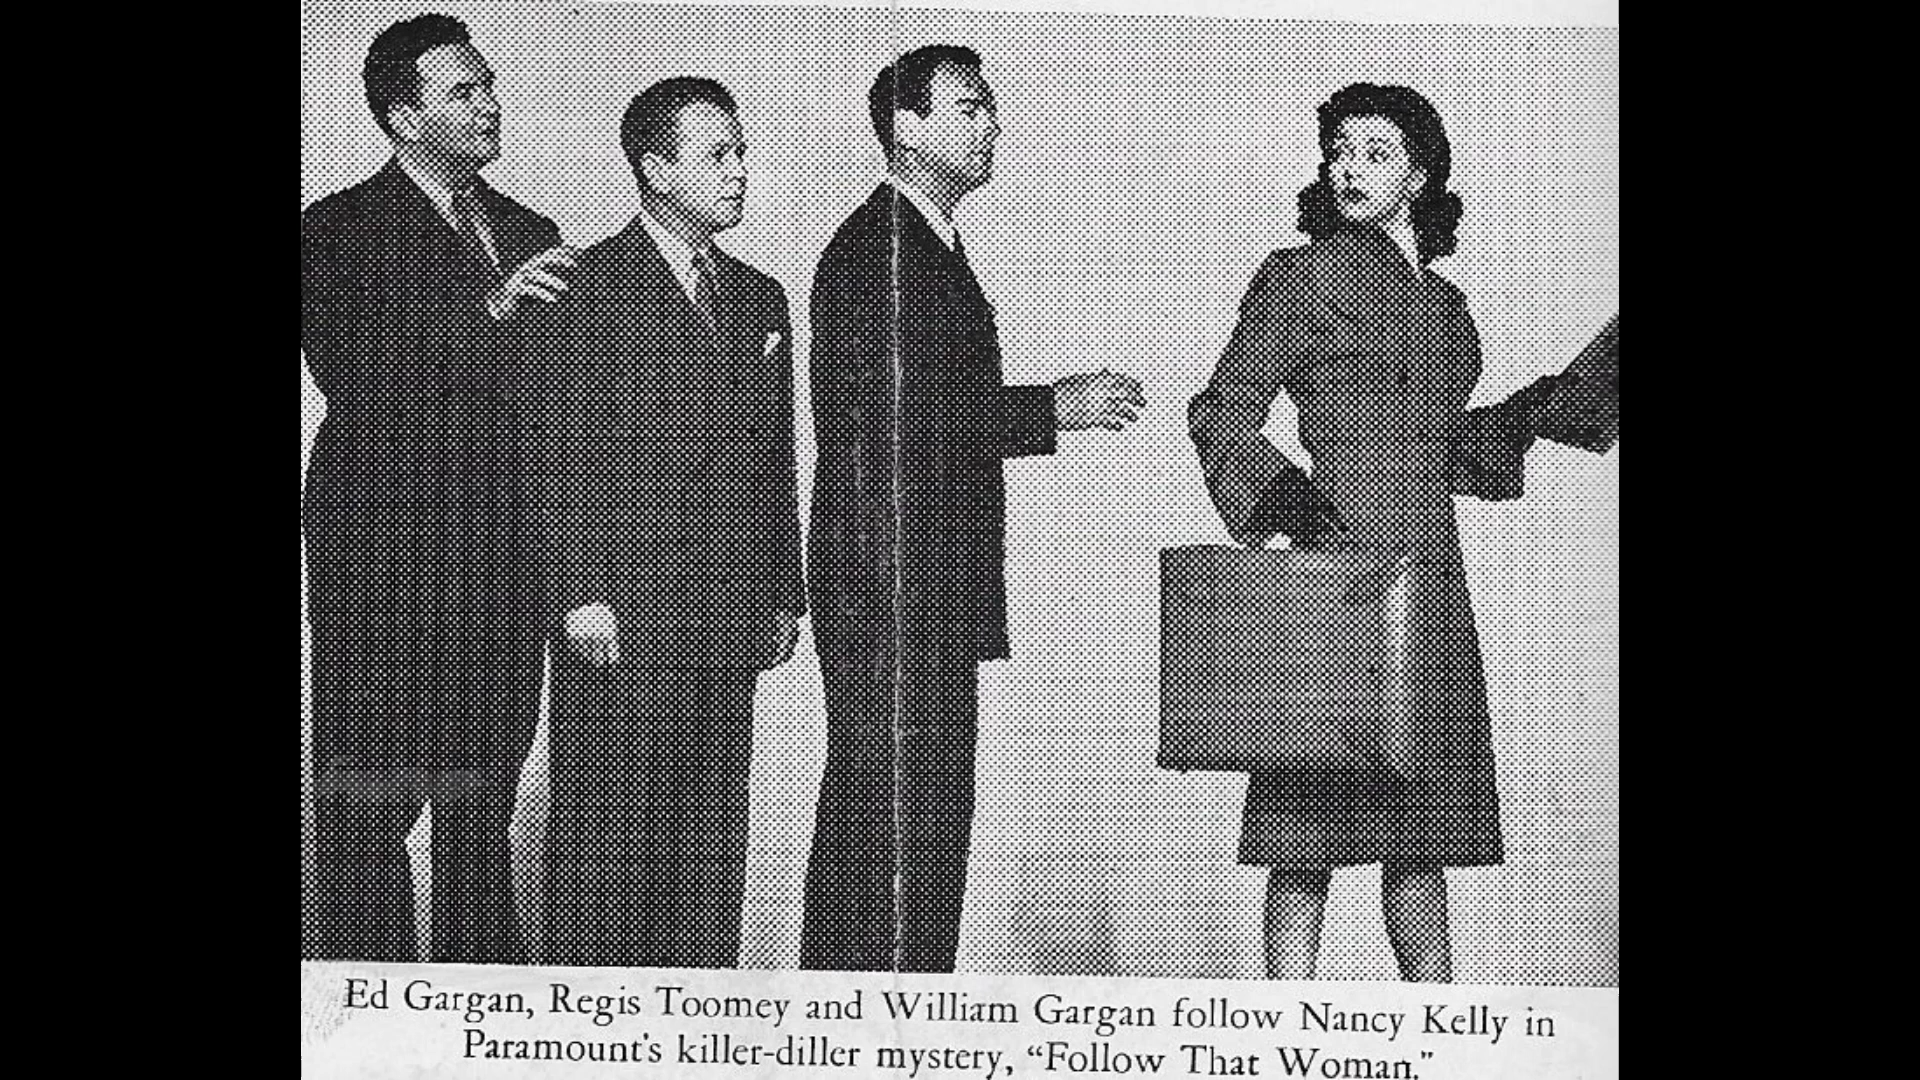 Ed Gargan, Regis Toomey and William Gargan follow Nancy Kelly in
Paramount's killer-diller mystery, “Follow That Woman.”